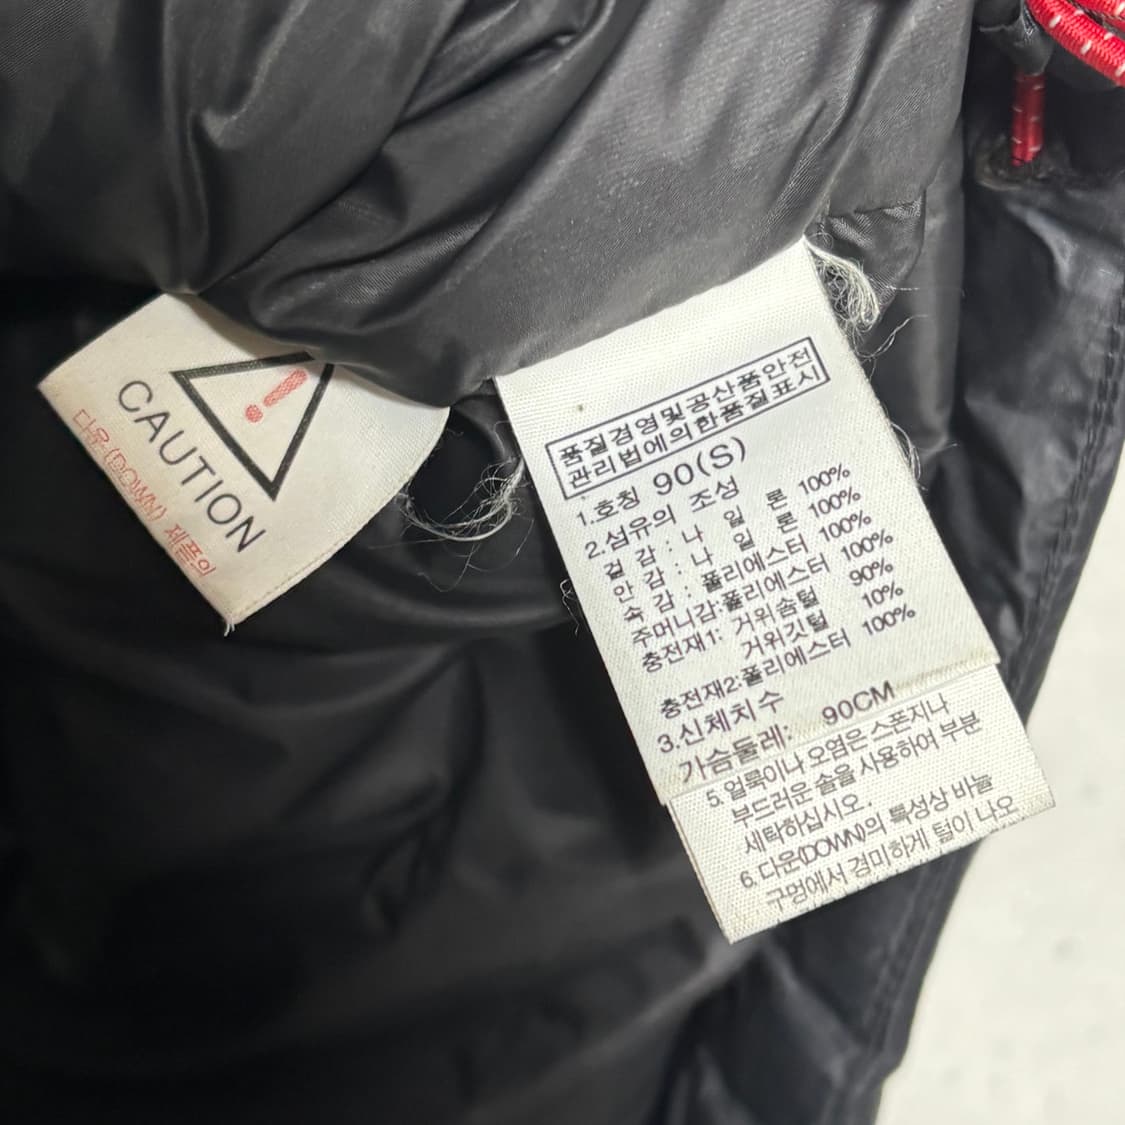 CAUTION
다운(DOWN) 제품의
품질경영및공산품안전
관리법에의한품질표시
1.호칭 90(S)
2.섬유의 조성
겉 감 : 나 일 론 100%
안 감 : 나 일 론 100%
속 감 : 폴리에스터 100%
주머니감:폴리에스터 100%
충전재1: 거위솜털 90%
거위깃털 10%
충전재2:폴리에스터 100%
3.신체치수
가슴둘레: 90CM
5. 얼룩이나 오염은 스폰지나
부드러운 솔을 사용하여 부분
세탁하십시오.
6. 다운(DOWN)의 특성상 바늘
구멍에서 경미하게 털이 나오